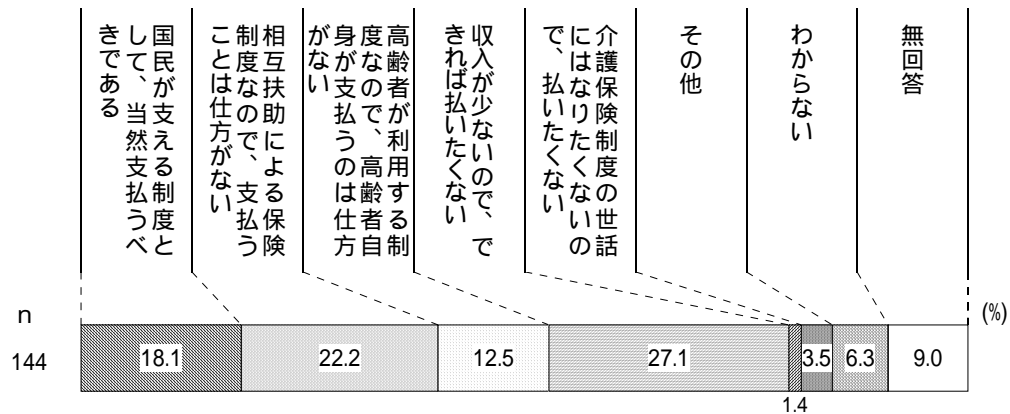 国民が支える制度と
して、当然支払うべ
きである
相互扶助による保険
制度なので、支払う
ことは仕方がない
高齢者が利用する制
度なので、高齢者自
身が支払うのは仕方
がない
収入が少ないので、で
きれば払いたくない
介護保険制度の世話
にはなりたくないの
で、払いたくない
その他
わからない
無回答
n
(%)
144
18.1
22.2
12.5
27.1
1.4
3.5
6.3
9.0